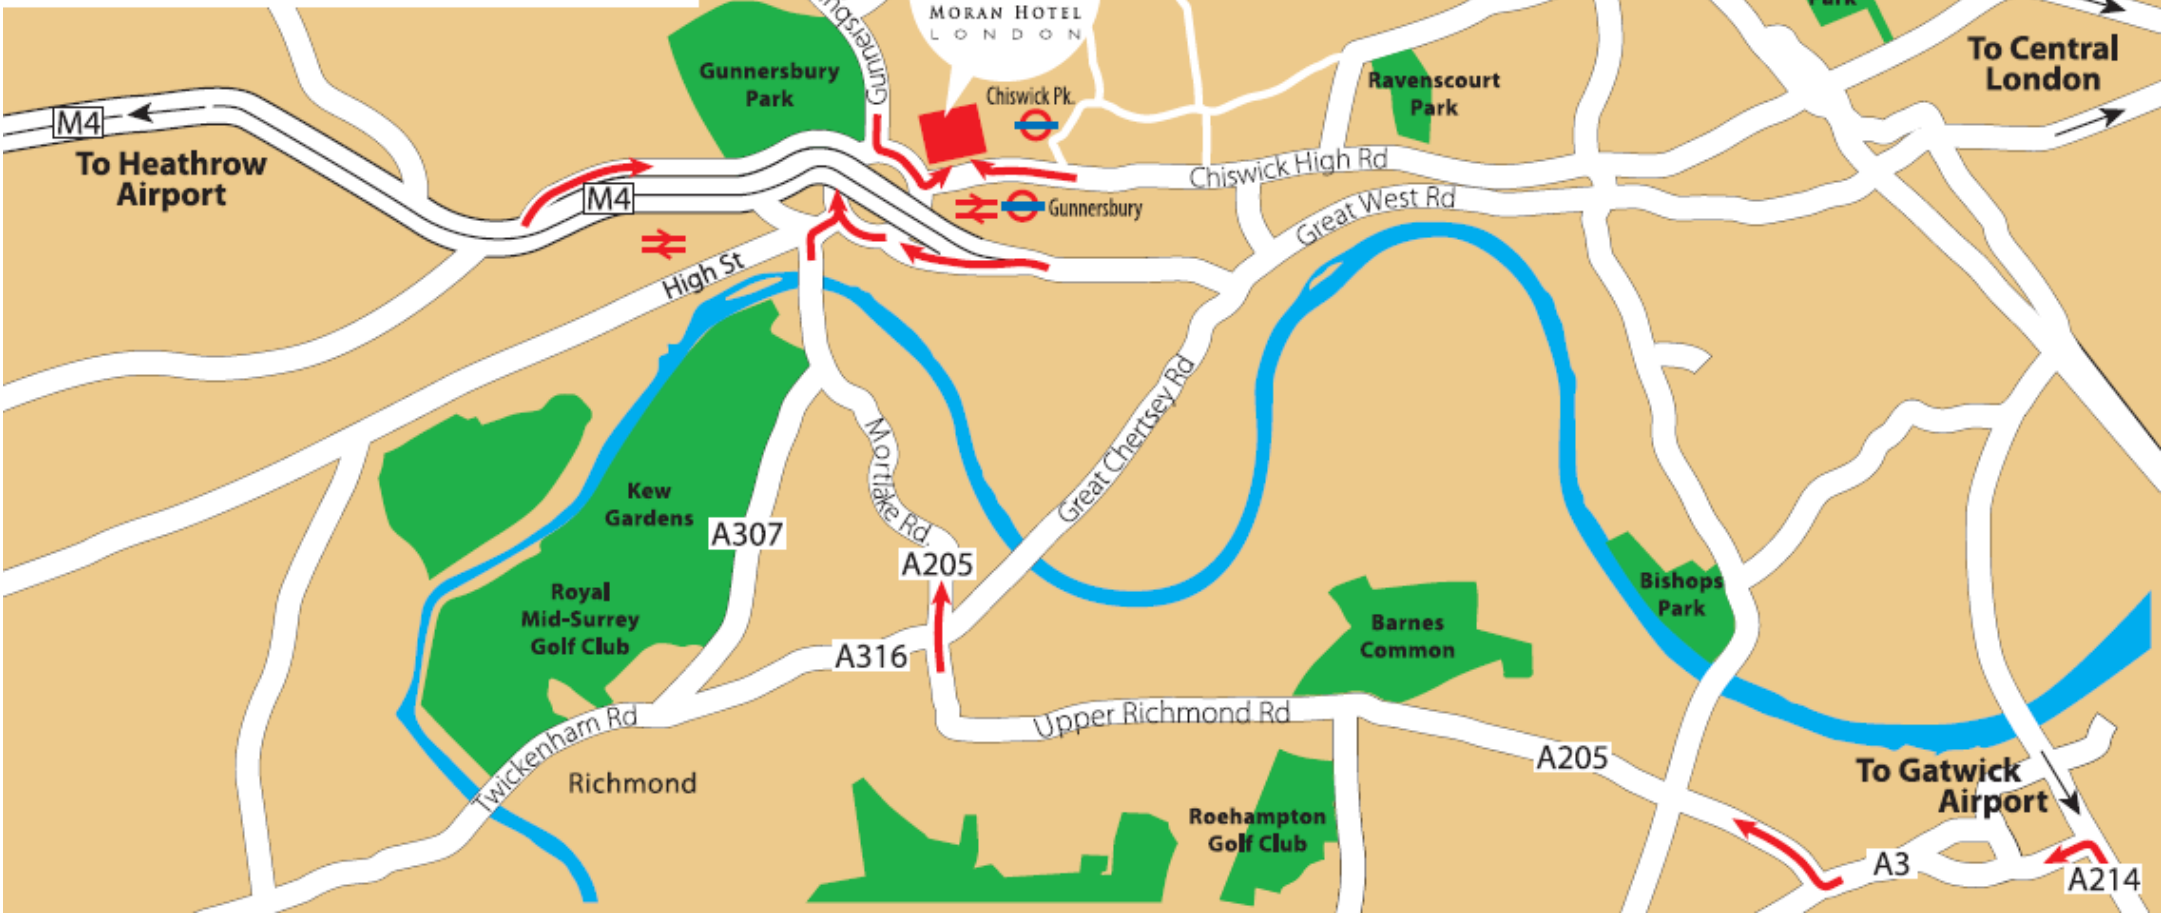 MORAN HOTEL
LONDON
To Central
London
Gunnersbury
Park
Chiswick Pk.
Ravenscourt
Park
M4
To Heathrow
Airport
M4
Chiswick High Rd
Gunnersbury
Great West Rd
High St
Great Chertsey Rd
Mortlake Rd.
Kew
Gardens
A307
A205
Royal
Mid-Surrey
Golf Club
A316
Barnes
Common
Bishops
Park
Twickenham Rd
Upper Richmond Rd
Richmond
A205
To Gatwick
Airport
Roehampton
Golf Club
A3
A214